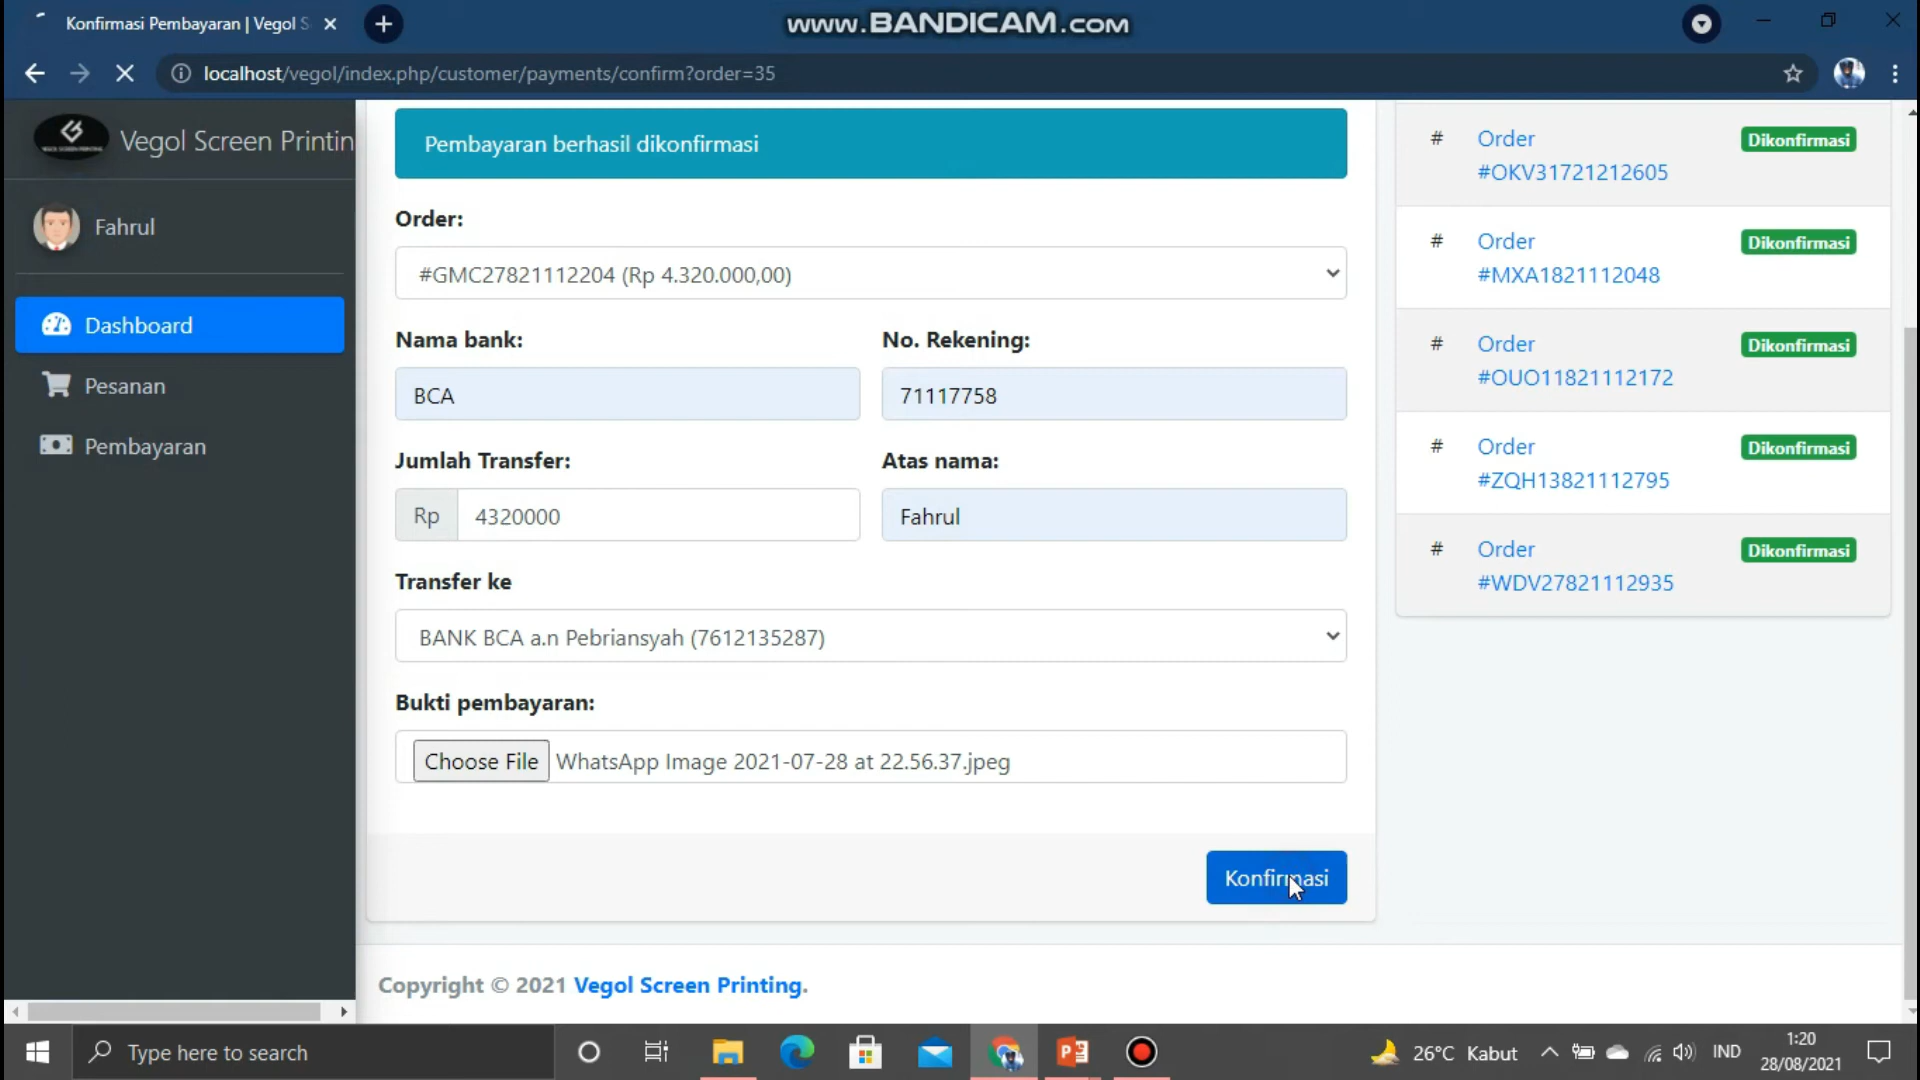 Konfirmasi Pembayaran | Vegol S
www.BANDICAM.com
localhost/vegol/index.php/customer/payments/confirm?order=35
Vegol Screen Printin
Fahrul
Dashboard
Pesanan
Pembayaran
Pembayaran berhasil dikonfirmasi
Order:
#GMC27821112204 (Rp 4.320.000,00)
Nama bank:
No. Rekening:
BCA
71117758
Jumlah Transfer:
Atas nama:
Rp 4320000
Fahrul
Transfer ke
BANK BCA a.n Pebriansyah (7612135287)
Bukti pembayaran:
Choose File WhatsApp Image 2021-07-28 at 22.56.37.jpeg
Konfirmasi
# Order Dikonfirmasi
#OKV31721212605
# Order Dikonfirmasi
#MXA1821112048
# Order Dikonfirmasi
#OUO11821112172
# Order Dikonfirmasi
#ZQH13821112795
# Order Dikonfirmasi
#WDV27821112935
Copyright © 2021 Vegol Screen Printing.
Type here to search
26°C Kabut
IND
1:20
28/08/2021